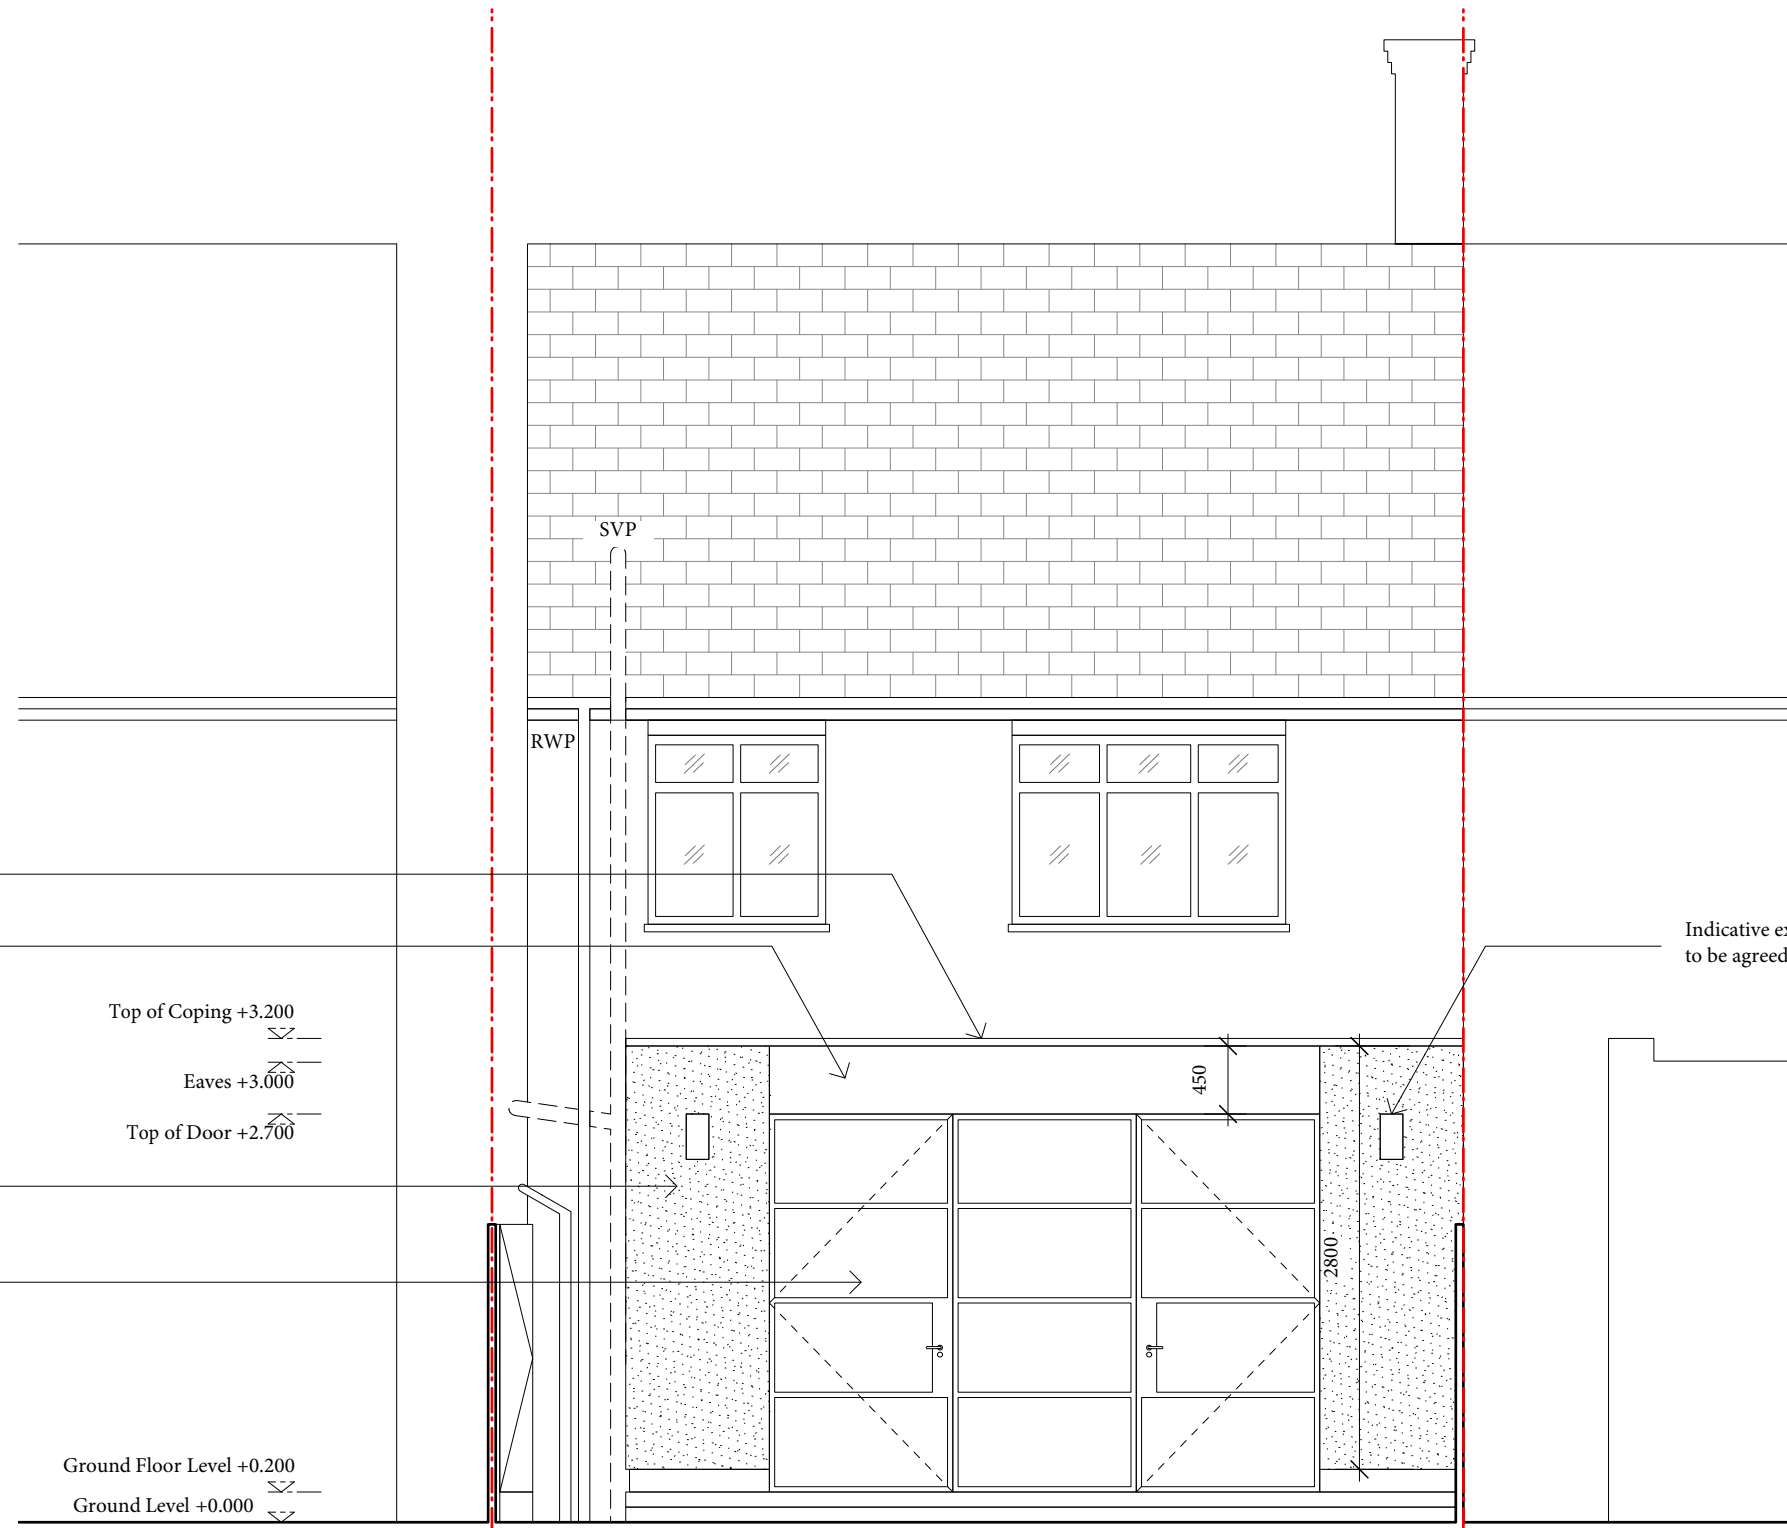 SVP
RWP
Indicative
to be agreed
Top of Coping +3.200
Eaves +3.000
450
Top of Door +2.700
2800
Ground Floor Level +0.200
Ground Level +0.000